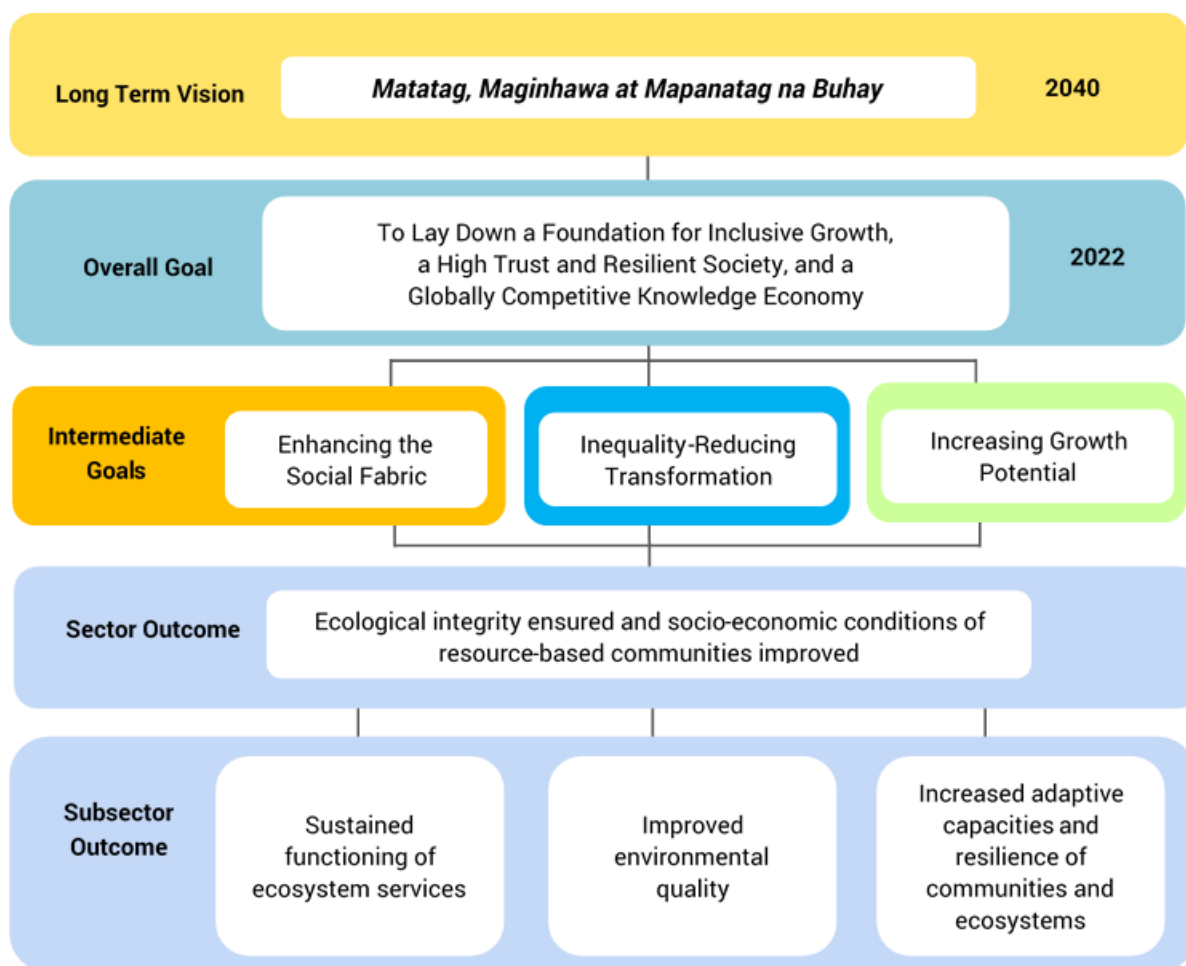 Long Term Vision
Matatag, Maginhawa at Mapanatag na Buhay
2040
Overall Goal
To Lay Down a Foundation for Inclusive Growth,
a High Trust and Resilient Society, and a
Globally Competitive Knowledge Economy
2022
Intermediate
Goals
Enhancing the
Social Fabric
Inequality-Reducing
Transformation
Increasing Growth
Potential
Sector Outcome
Ecological integrity ensured and socio-economic conditions of
resource-based communities improved
Subsector
Outcome
Sustained
functioning of
ecosystem services
Improved
environmental
quality
Increased adaptive
capacities and
resilience of
communities and
ecosystems